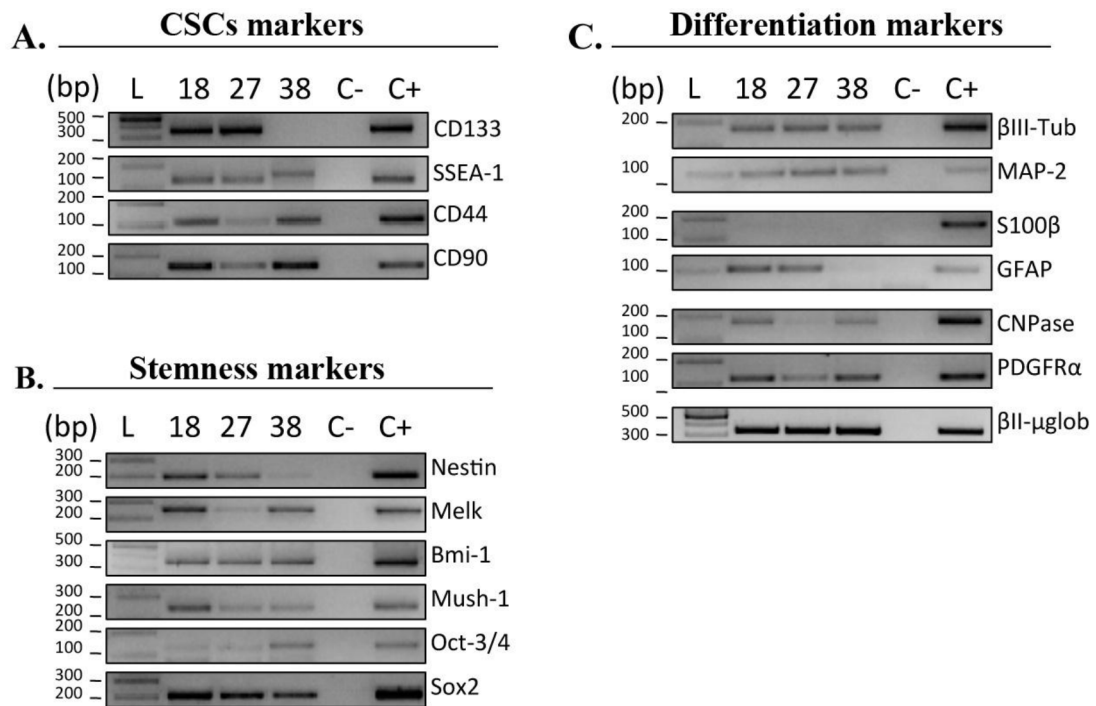 A. CSCs markers
(bp) L 18 27 38 C- C+
500
300
CD133
200
100
SSEA-1
200
100
CD44
200
100
CD90
B. Stemness markers
(bp) L 18 27 38 C- C+
300
200
Nestin
300
200
Melk
500
300
Bmi-1
300
200
Mush-1
200
100
Oct-3/4
300
200
Sox2
C. Differentiation markers
(bp) L 18 27 38 C- C+
200
βIII-Tub
100
MAP-2
200
100
S100β
100
GFAP
200
100
CNPase
200
100
PDGFRα
500
300
βII-μglob